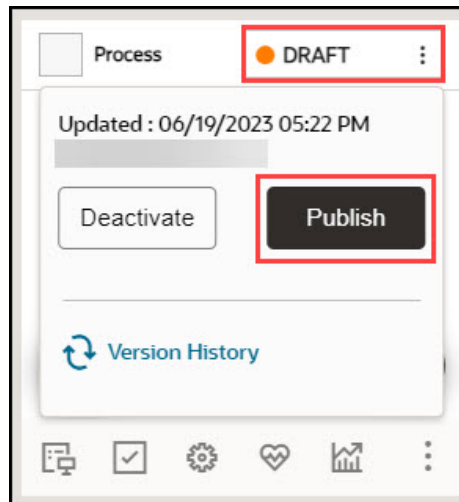 Process DRAFT
Updated : 06/19/2023 05:22 PM
Deactivate Publish
Version History